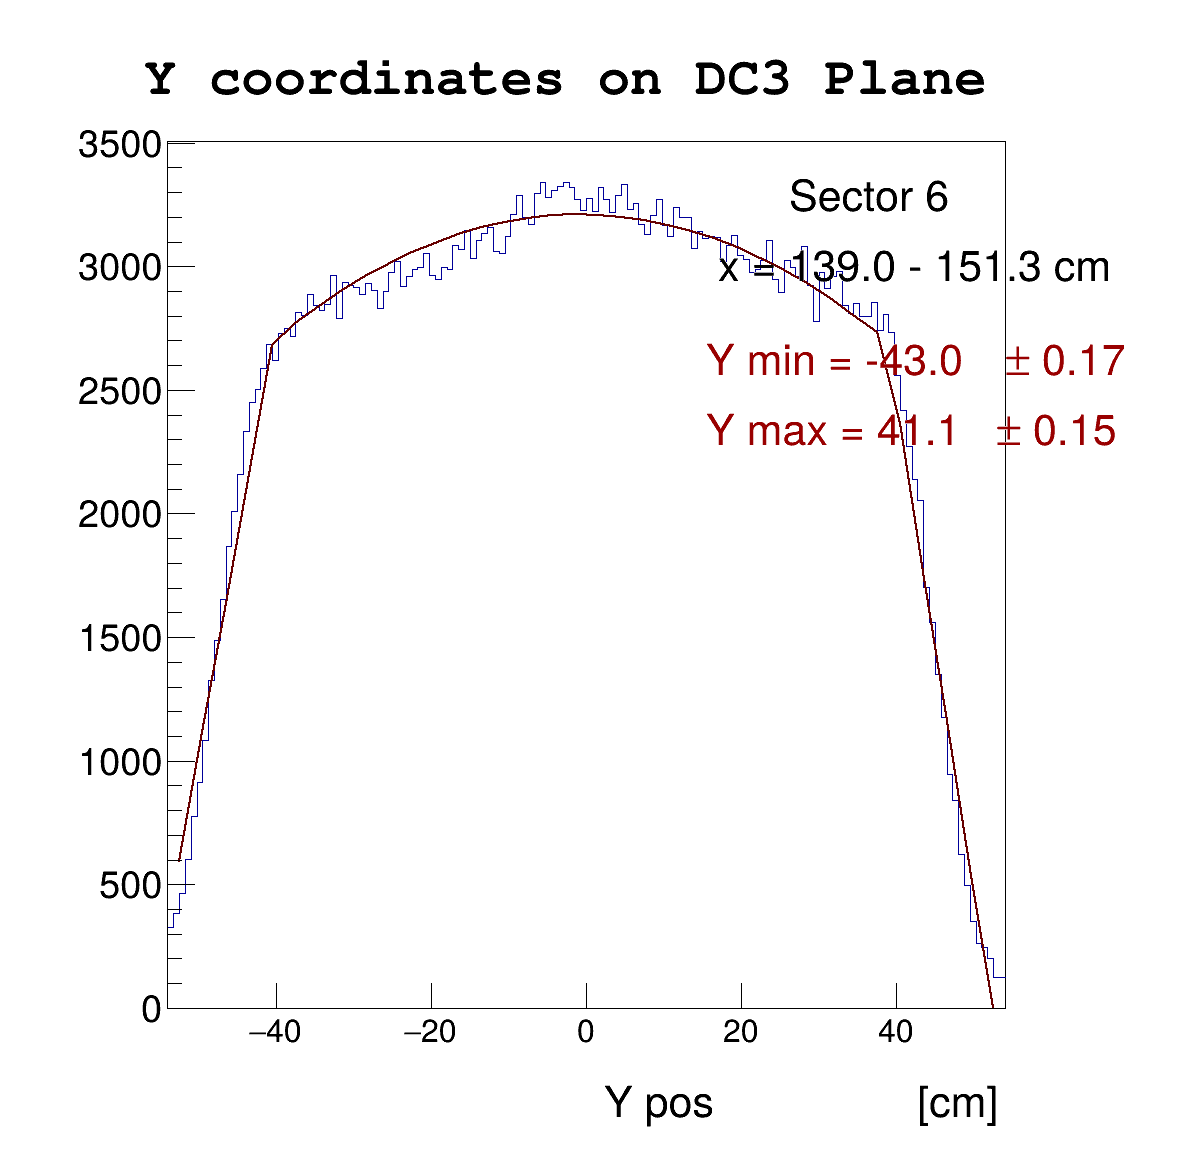 Y coordinates on DC3 Plane
3500
3000
2500
2000
1500
1000
500
0
Sector 6
x = 139.0 - 151.3 cm
Y min = -43.0 ± 0.17
Y max = 41.1 ± 0.15
−40 −20 0 20 40
Y pos [cm]